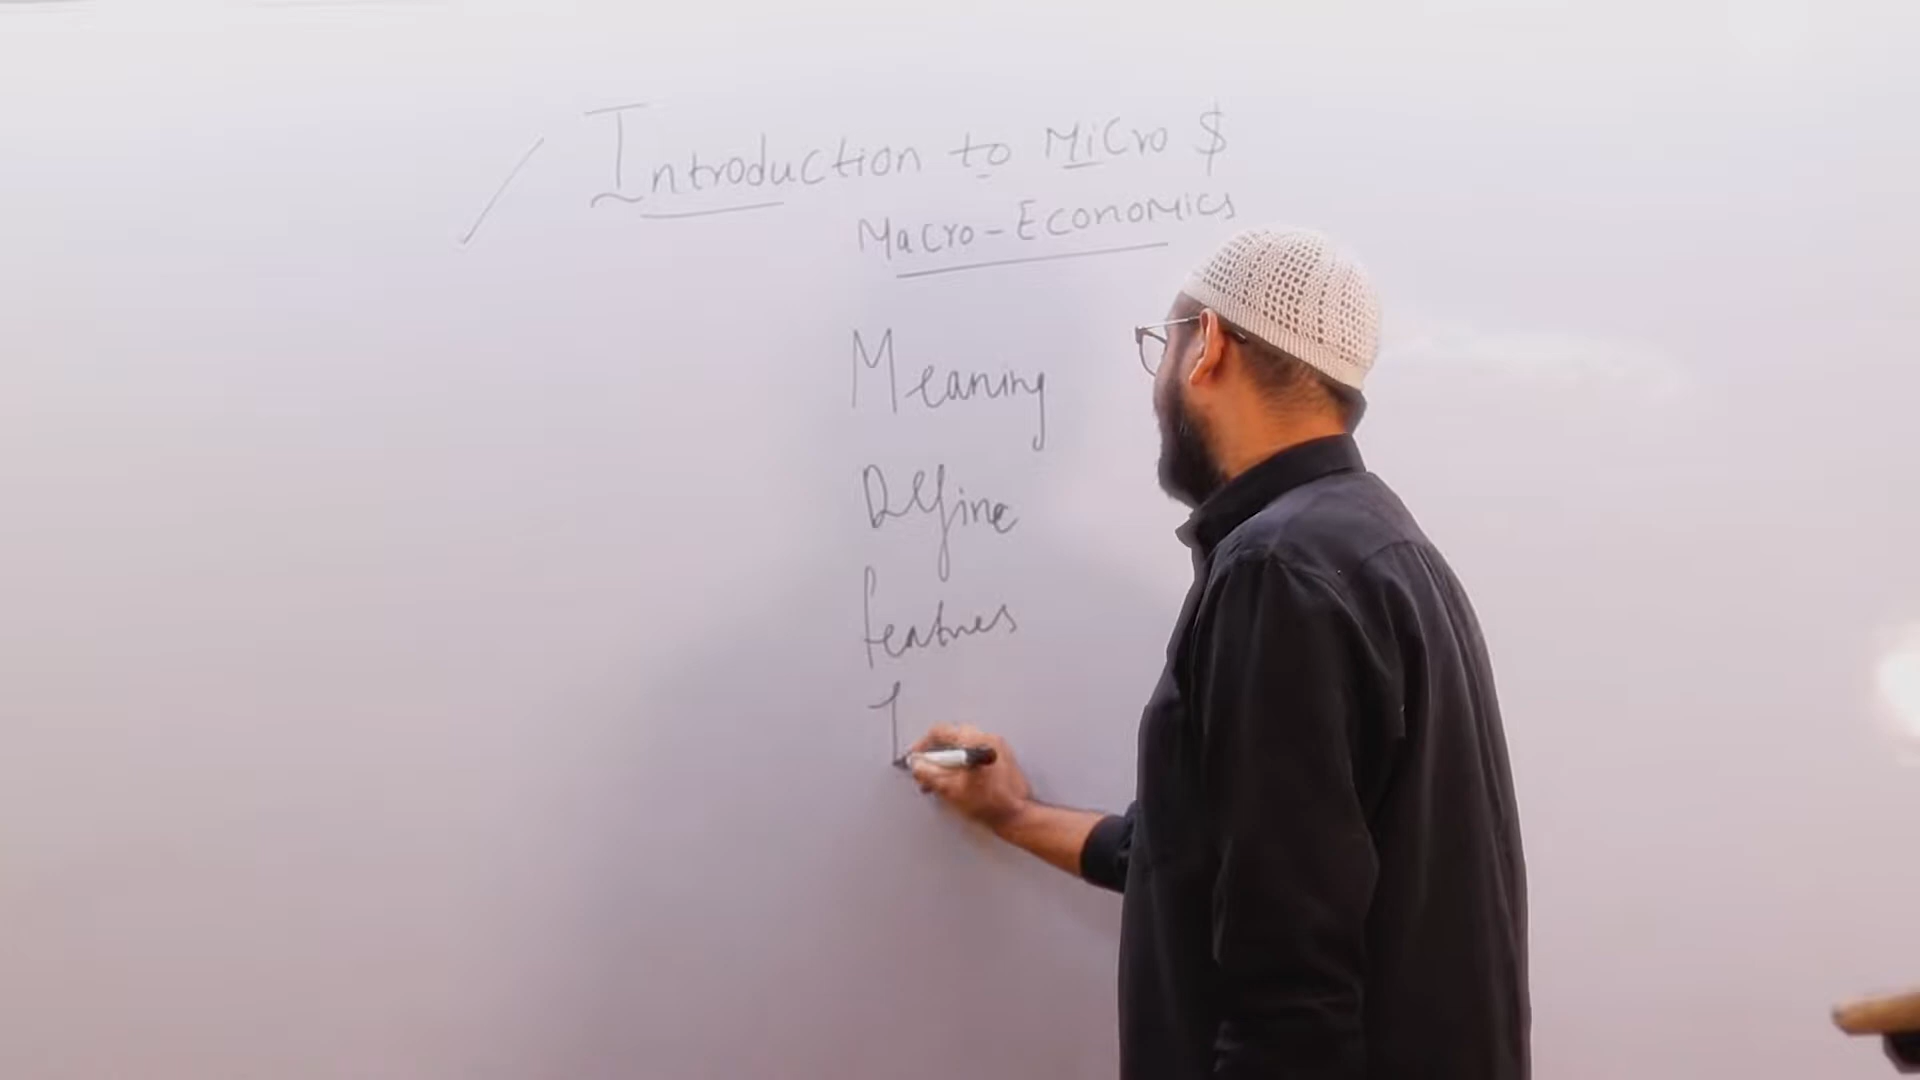 Introduction to Micro $
Macro-Economics
Meaning
Define
features
I